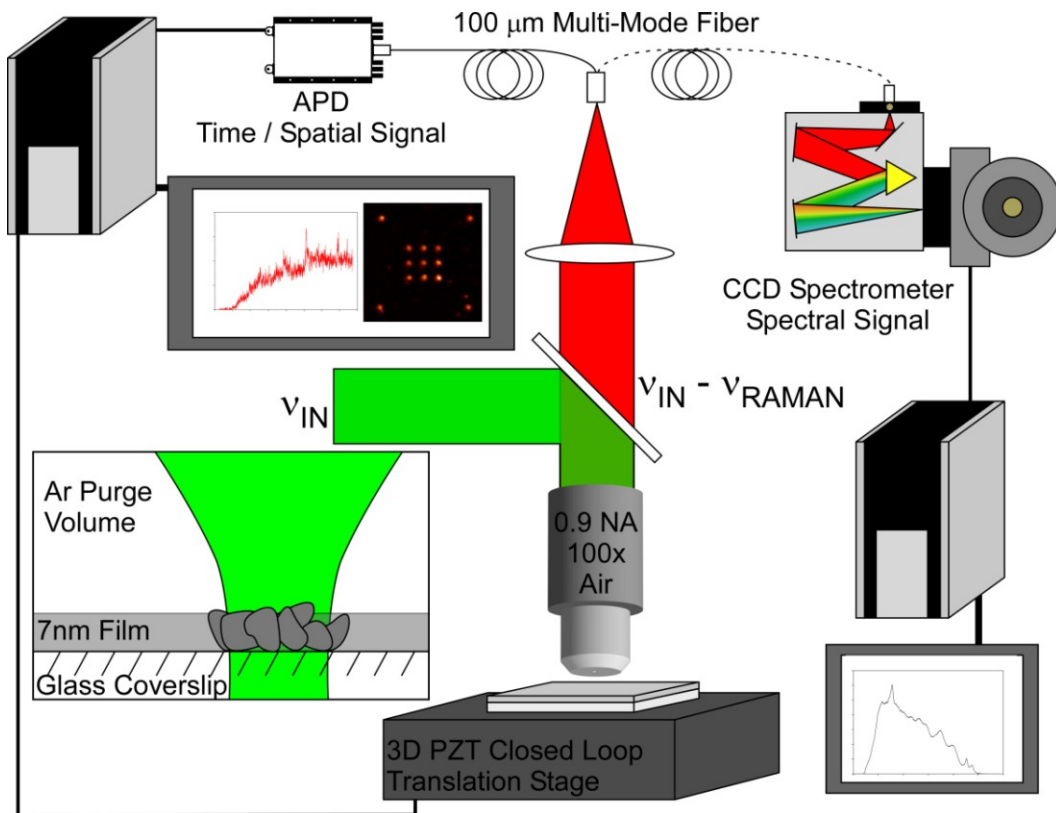 100 μm Multi-Mode Fiber
APD
Time / Spatial Signal
CCD Spectrometer
Spectral Signal
νIN
νIN - νRAMAN
Ar Purge
Volume
0.9 NA
100x
Air
7nm Film
Glass Coverslip
3D PZT Closed Loop
Translation Stage